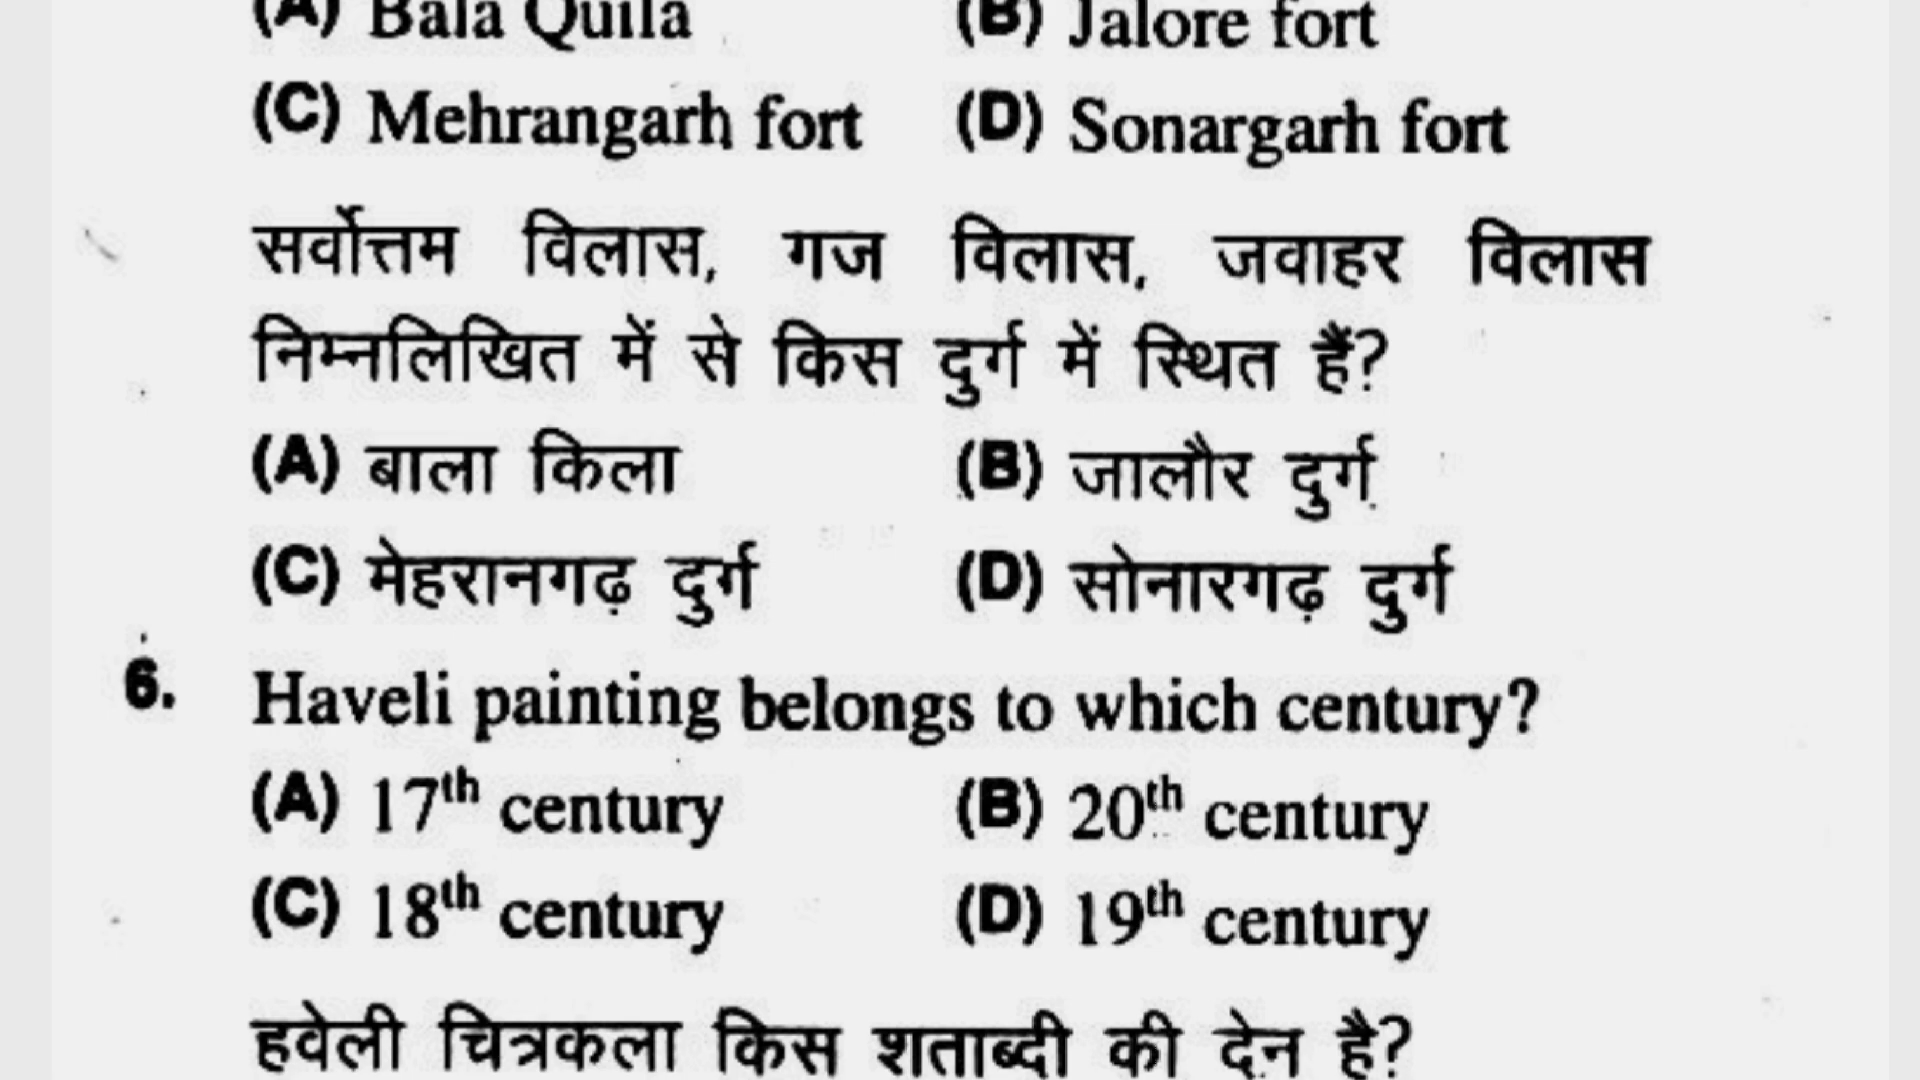 (A) Bala Quila (B) Jalore fort
(C) Mehrangarh fort (D) Sonargarh fort
सर्वोत्तम विलास, गज विलास, जवाहर विलास
निम्नलिखित में से किस दुर्ग में स्थित हैं?
(A) बाला किला (B) जालौर दुर्ग
(C) मेहरानगढ़ दुर्ग (D) सोनारगढ़ दुर्ग
6. Haveli painting belongs to which century?
(A) 17th century (B) 20th century
(C) 18th century (D) 19th century
हवेली चित्रकला किस शताब्दी की देन है?